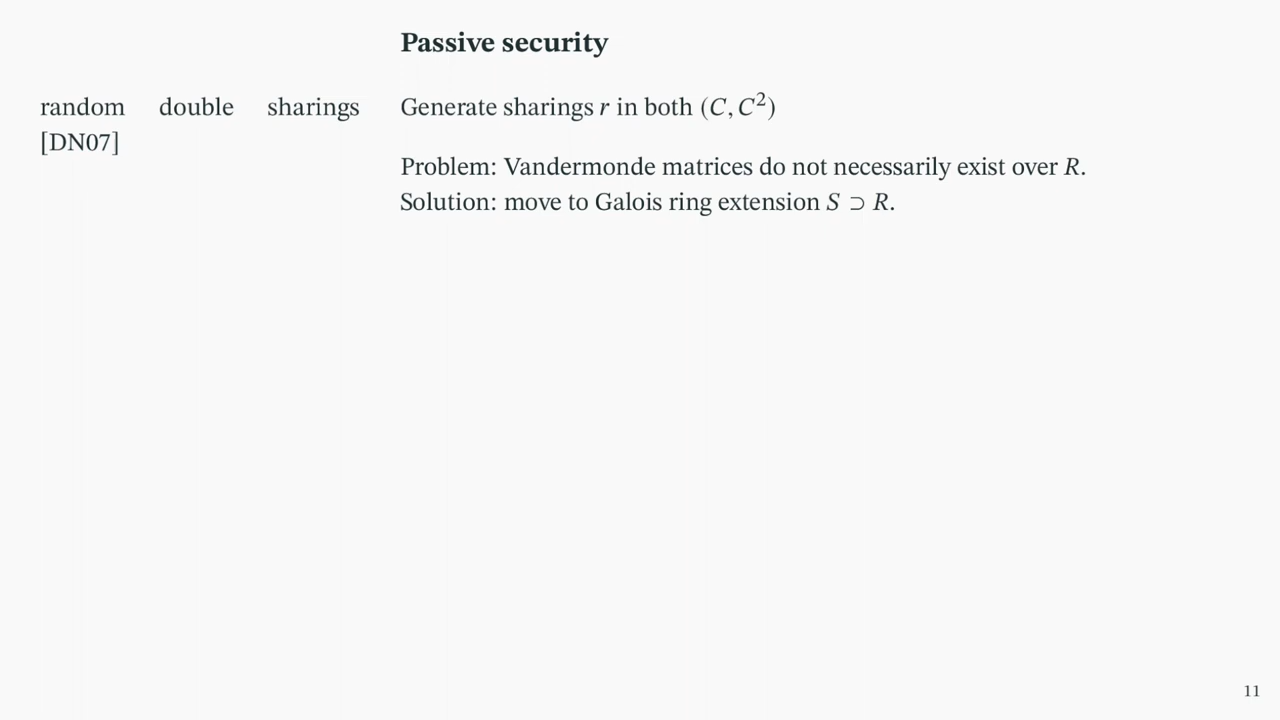 Passive security
random double sharings
[DN07]
Generate sharings r in both (C, C²)
Problem: Vandermonde matrices do not necessarily exist over R.
Solution: move to Galois ring extension S ⊃ R.
11